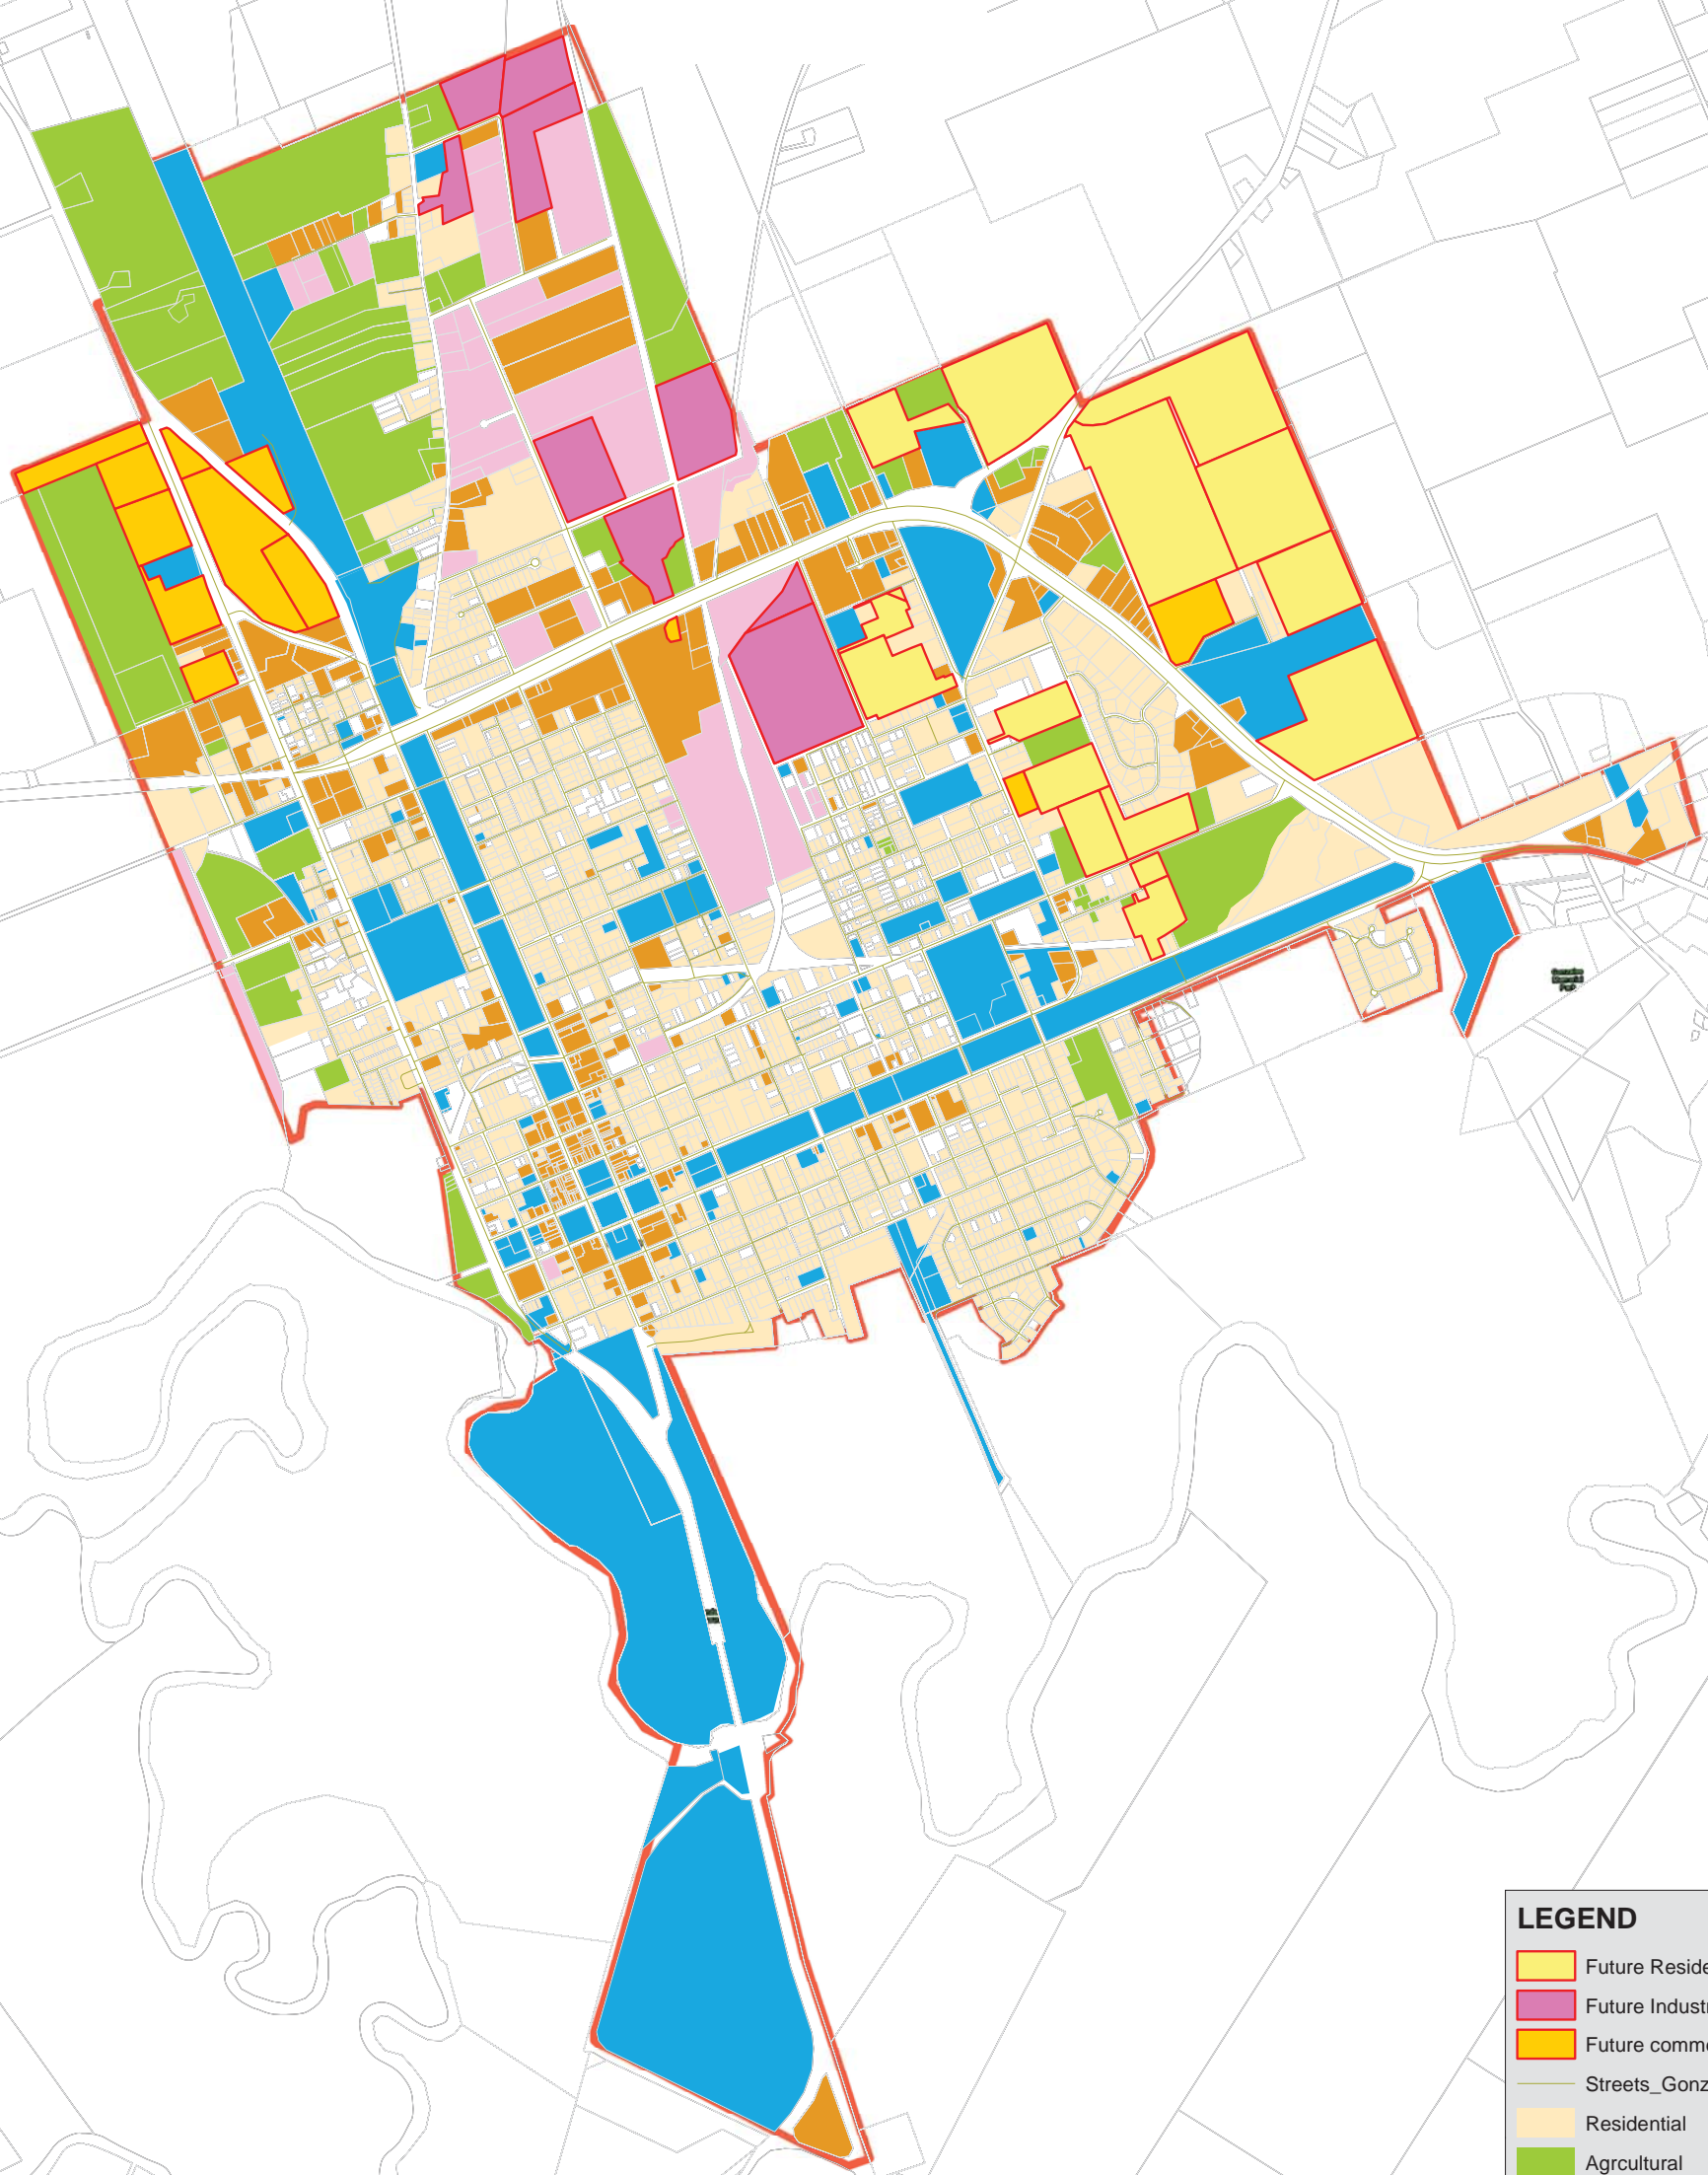 LEGEND
Future Reside
Future Industr
Future comme
Streets_Gonz
Residential
Agrcultural